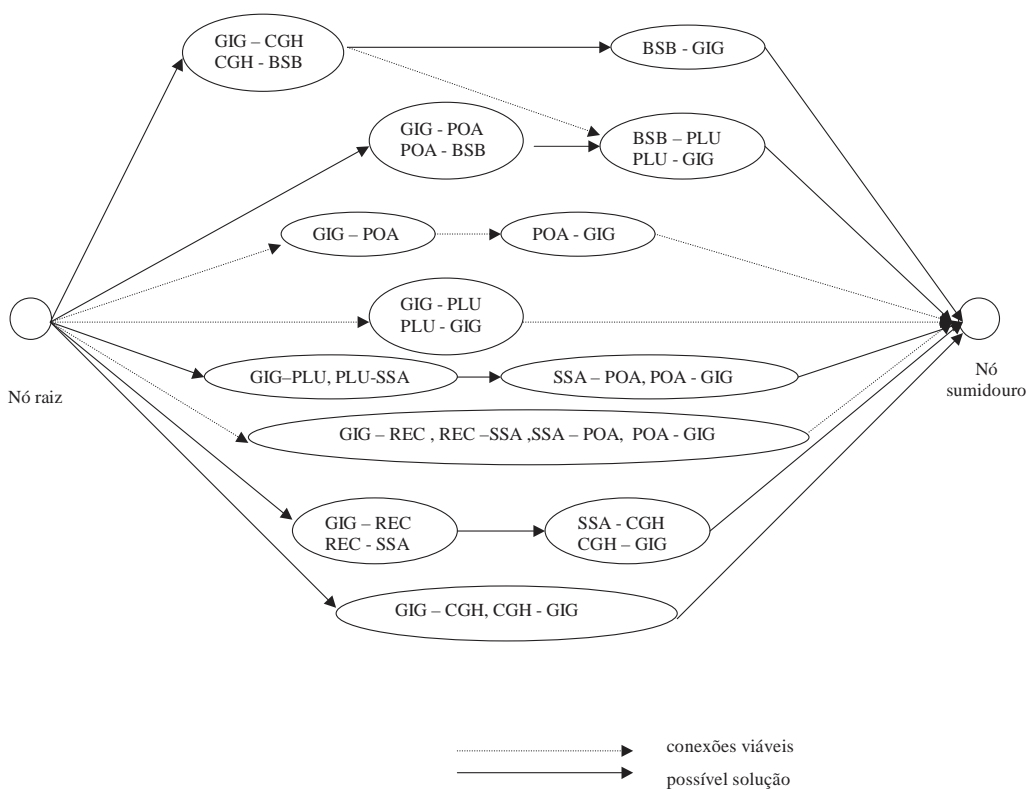 GIG – CGH
CGH - BSB
BSB - GIG
GIG - POA
POA - BSB
BSB – PLU
PLU - GIG
GIG – POA
POA - GIG
GIG - PLU
PLU - GIG
Nó raiz
Nó
sumidouro
GIG–PLU, PLU-SSA
SSA – POA, POA - GIG
GIG – REC , REC –SSA ,SSA – POA, POA - GIG
GIG – REC
REC - SSA
SSA - CGH
CGH – GIG
GIG – CGH, CGH - GIG
conexões viáveis
possível solução